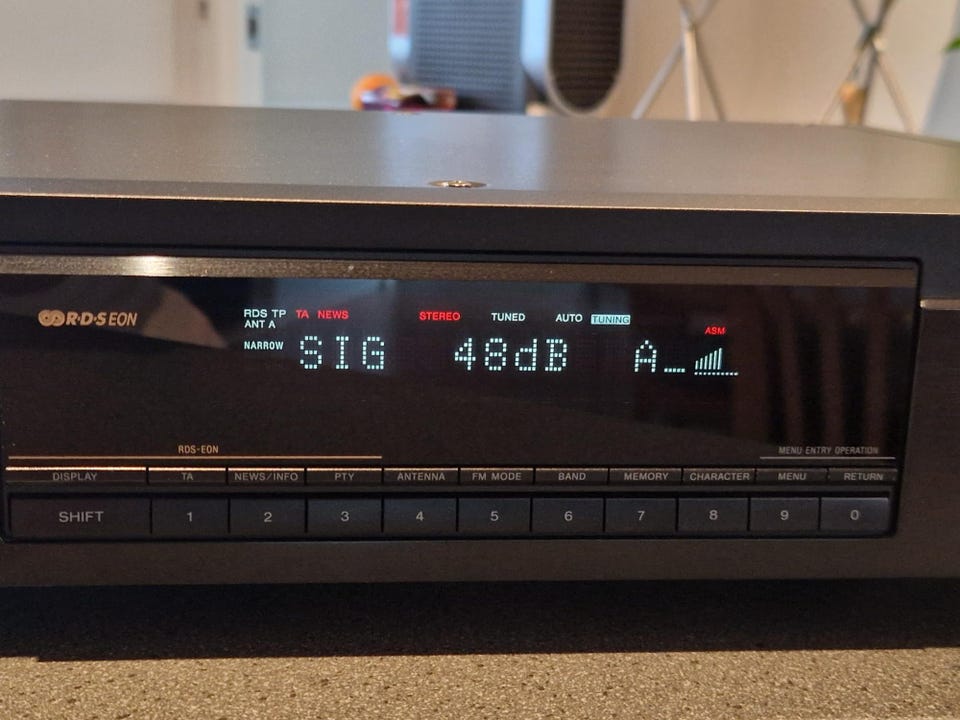 R·D·S EON
RDS TP TA NEWS STEREO TUNED AUTO TUNING
ANT A
ASM
NARROW SIG 48dB A_
RDS-EON MENU ENTRY OPERATION
DISPLAY TA NEWS/INFO PTY ANTENNA FM MODE BAND MEMORY CHARACTER MENU RETURN
SHIFT 1 2 3 4 5 6 7 8 9 0